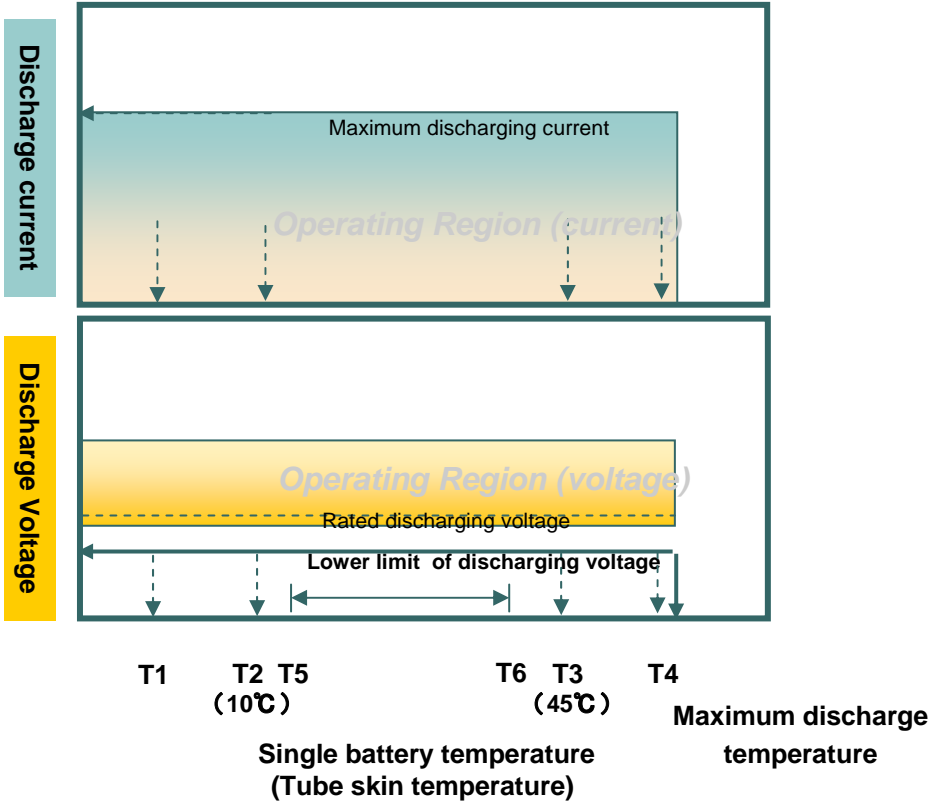 Discharge current
Maximum discharging current
Operating Region (current)
Discharge Voltage
Operating Region (voltage)
Rated discharging voltage
Lower limit of discharging voltage
T1 T2 T5 T6 T3 T4
(10℃) (45℃)
Maximum discharge
temperature
Single battery temperature
(Tube skin temperature)